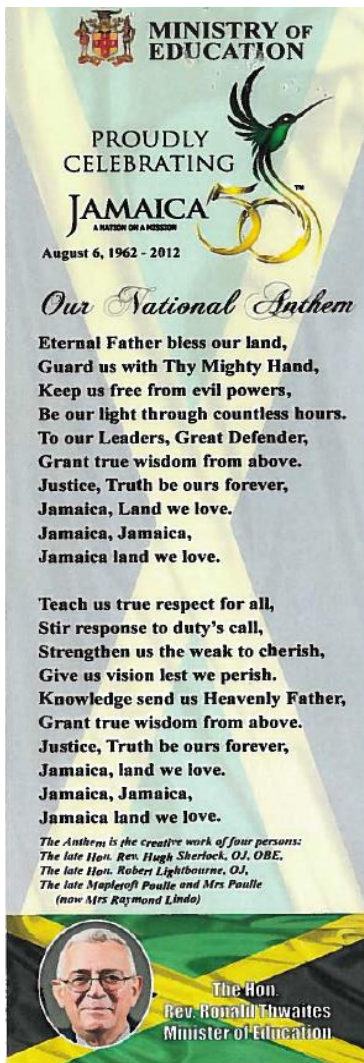 MINISTRY OF
EDUCATION
PROUDLY
CELEBRATING
JAMAICA 50™
A NATION ON A MISSION
August 6, 1962 - 2012
Our National Anthem
Eternal Father bless our land,
Guard us with Thy Mighty Hand,
Keep us free from evil powers,
Be our light through countless hours.
To our Leaders, Great Defender,
Grant true wisdom from above.
Justice, Truth be ours forever,
Jamaica, Land we love.
Jamaica, Jamaica,
Jamaica land we love.
Teach us true respect for all,
Stir response to duty's call,
Strengthen us the weak to cherish,
Give us vision lest we perish.
Knowledge send us Heavenly Father,
Grant true wisdom from above.
Justice, Truth be ours forever,
Jamaica, land we love.
Jamaica, Jamaica,
Jamaica land we love.
The Anthem is the creative work of four persons:
The late Hon. Rev. Hugh Sherlock, OJ, OBE,
The late Hon. Robert Lightbourne, OJ,
The late Mapletoft Poulle and Mrs Poulle
(now Mrs Raymond Lindo)
The Hon.
Rev. Ronald Thwaites
Minister of Education